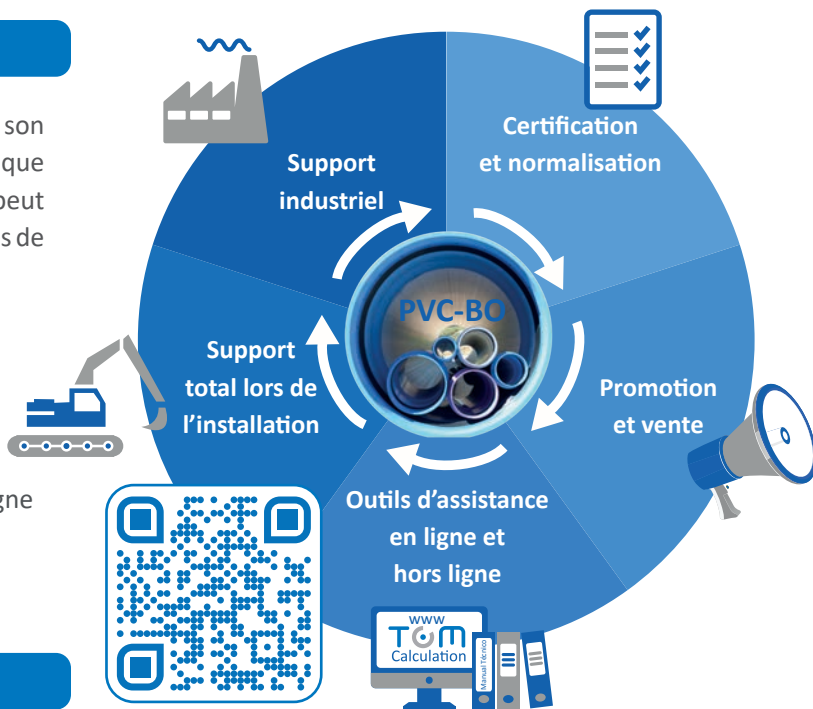 son
que
peut
s de
gne
Support
industriel
Certification
et normalisation
PVC-BO
Support
total lors de
l’installation
Promotion
et vente
Outils d’assistance
en ligne et
hors ligne
www
TOM
Calculation
Manual Técnico